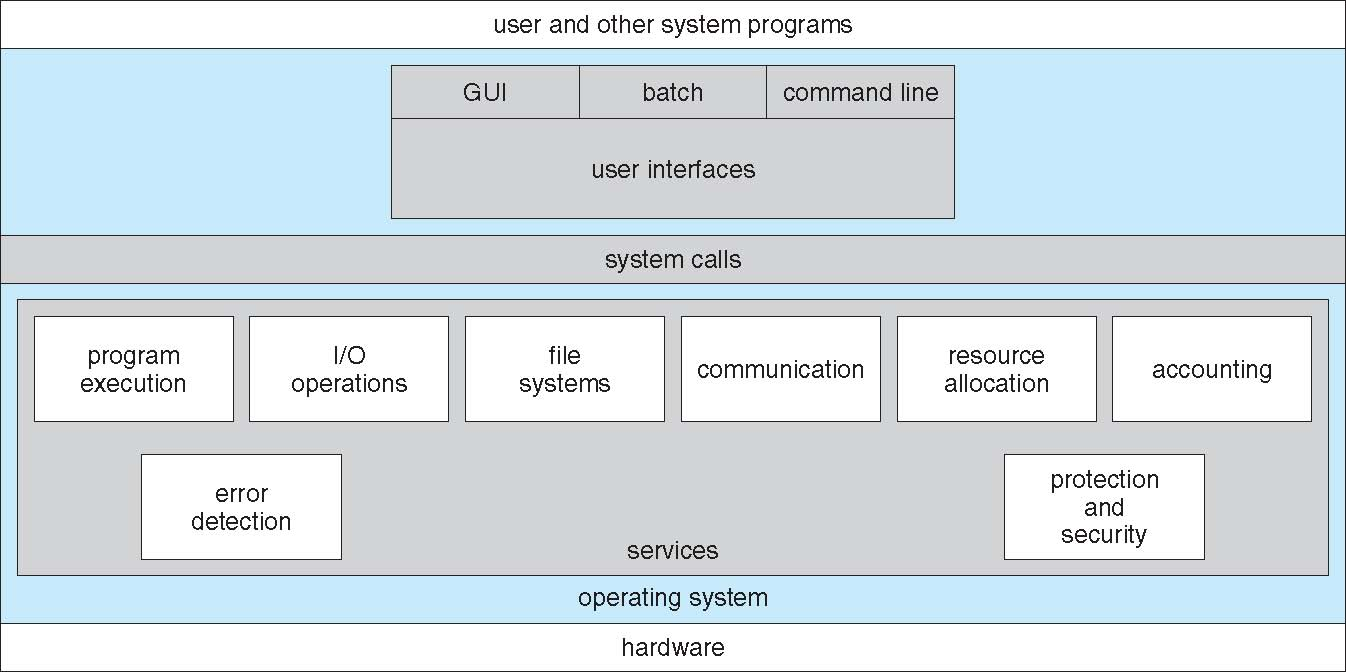 user and other system programs
GUI
batch
command line
user interfaces
system calls
program
execution
I/O
operations
file
systems
communication
resource
allocation
accounting
error
detection
protection
and
security
services
operating system
hardware